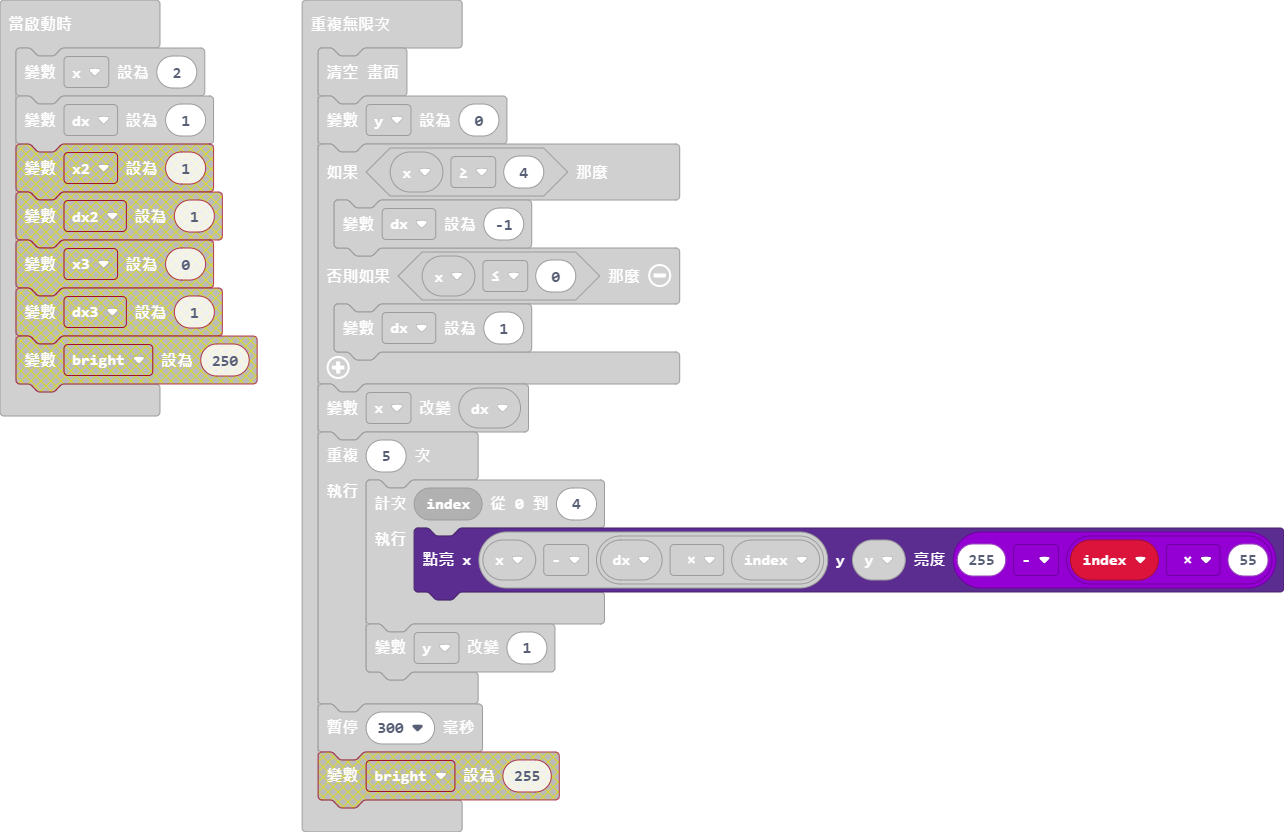 當啟動時
變數 x 設為 2
變數 dx 設為 1
變數 x2 設為 1
變數 dx2 設為 1
變數 x3 設為 0
變數 dx3 設為 1
變數 bright 設為 250
重複無限次
清空 畫面
變數 y 設為 0
如果 x ≥ 4 那麼
變數 dx 設為 -1
否則如果 x ≤ 0 那麼
變數 dx 設為 1
變數 x 改變 dx
重複 5 次
執行
計次 index 從 0 到 4
執行
點亮 x x - dx × index y y 亮度 255 - index × 55
變數 y 改變 1
暫停 300 毫秒
變數 bright 設為 255